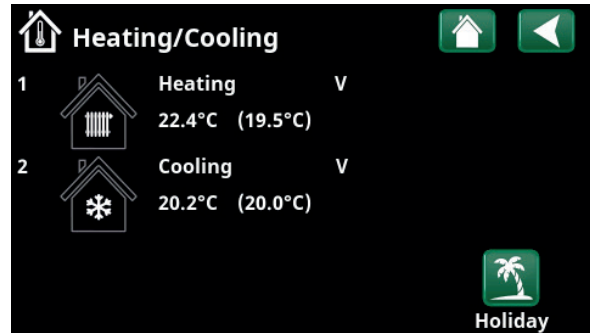 Heating/Cooling
1 Heating V
22.4°C (19.5°C)
2 Cooling V
20.2°C (20.0°C)
Holiday